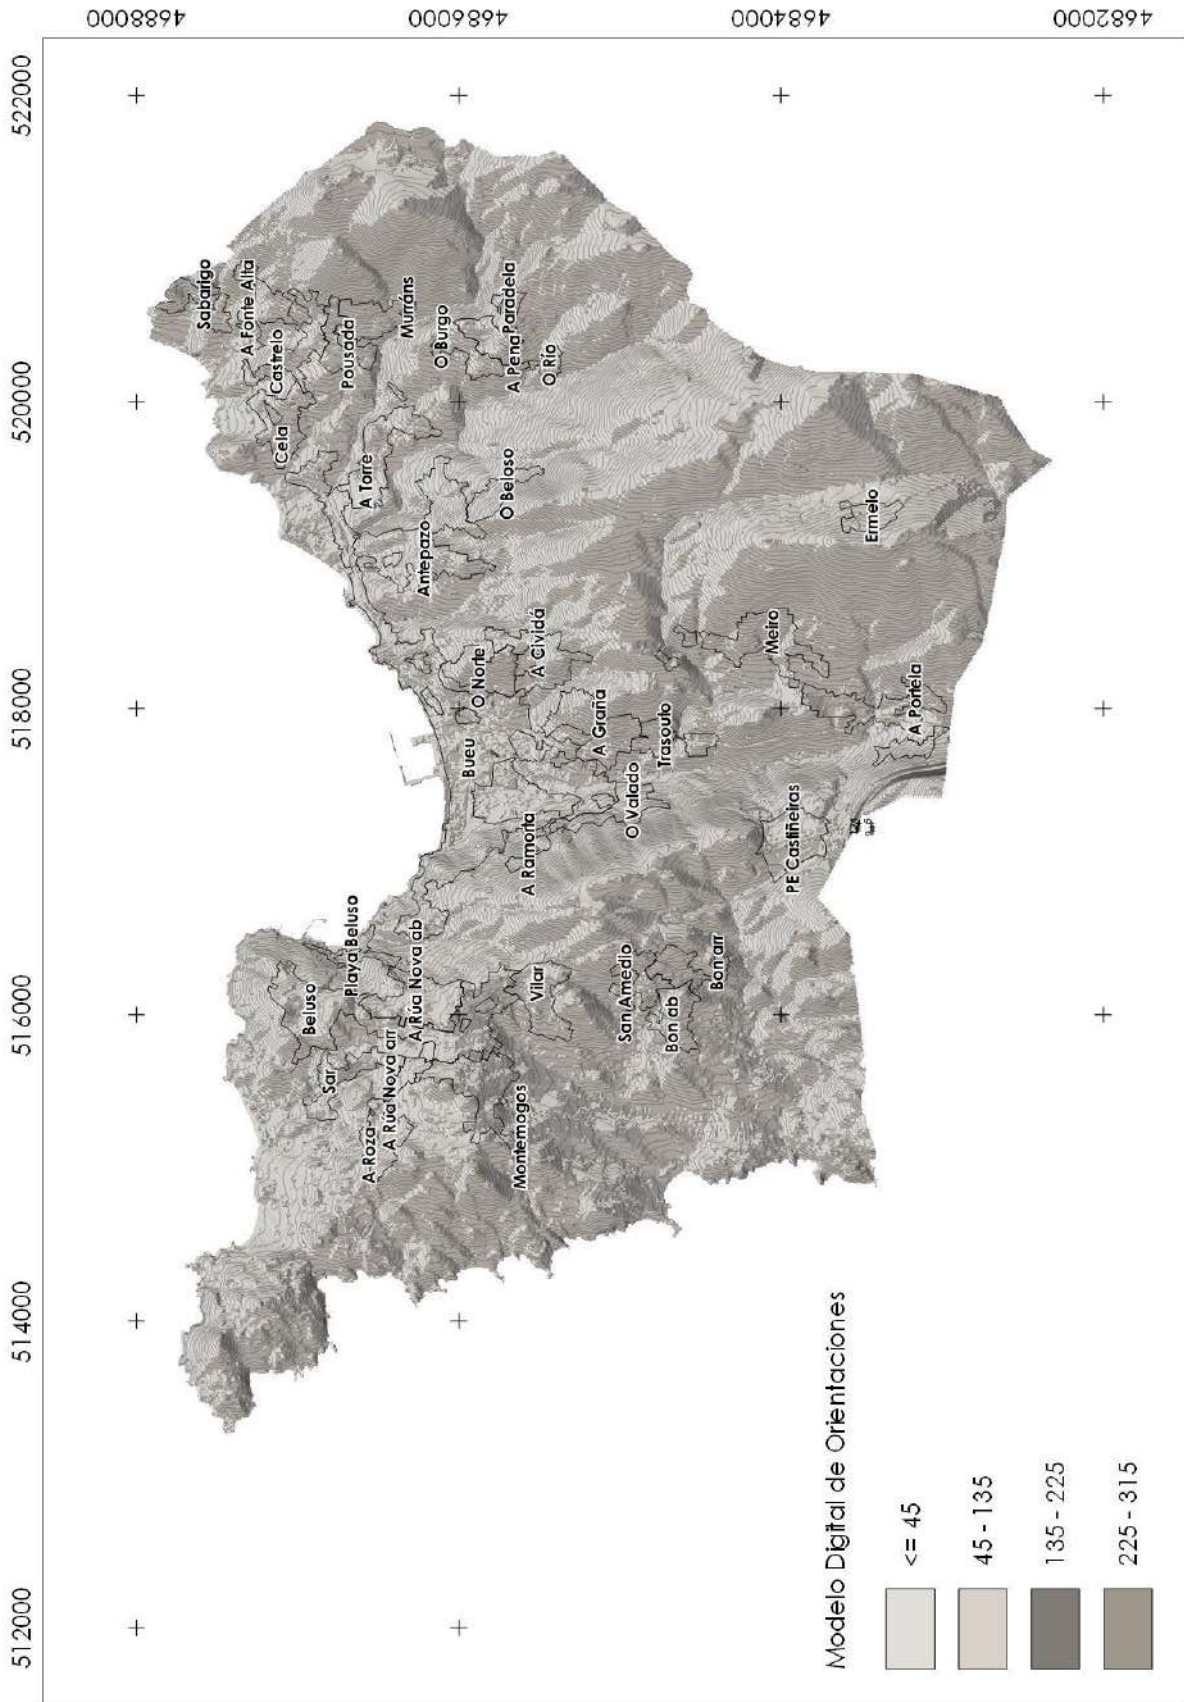 512000
514000
516000
518000
520000
522000
4688000
4686000
4684000
4682000
Sabarigo
A Fonte Alta
Castrelo
Cela
Pousada
Murráns
A Torre
O Burgo
A Pena Paradela
O Río
Antepazo
O Beloso
Ermelo
O Norte
A Cividá
Meiro
Bueu
A Graña
Trasouto
A Portela
O Valado
A Ramorta
PE Castiñeiras
Beluso
Playa Beluso
Sar
A Rúa Nova ab
A Rúa Nova arr
A Roza
Vilar
San Amedio
Bon ab
Bon arr
Montemogos
Modelo Digital de Orientaciones
<= 45
45 - 135
135 - 225
225 - 315